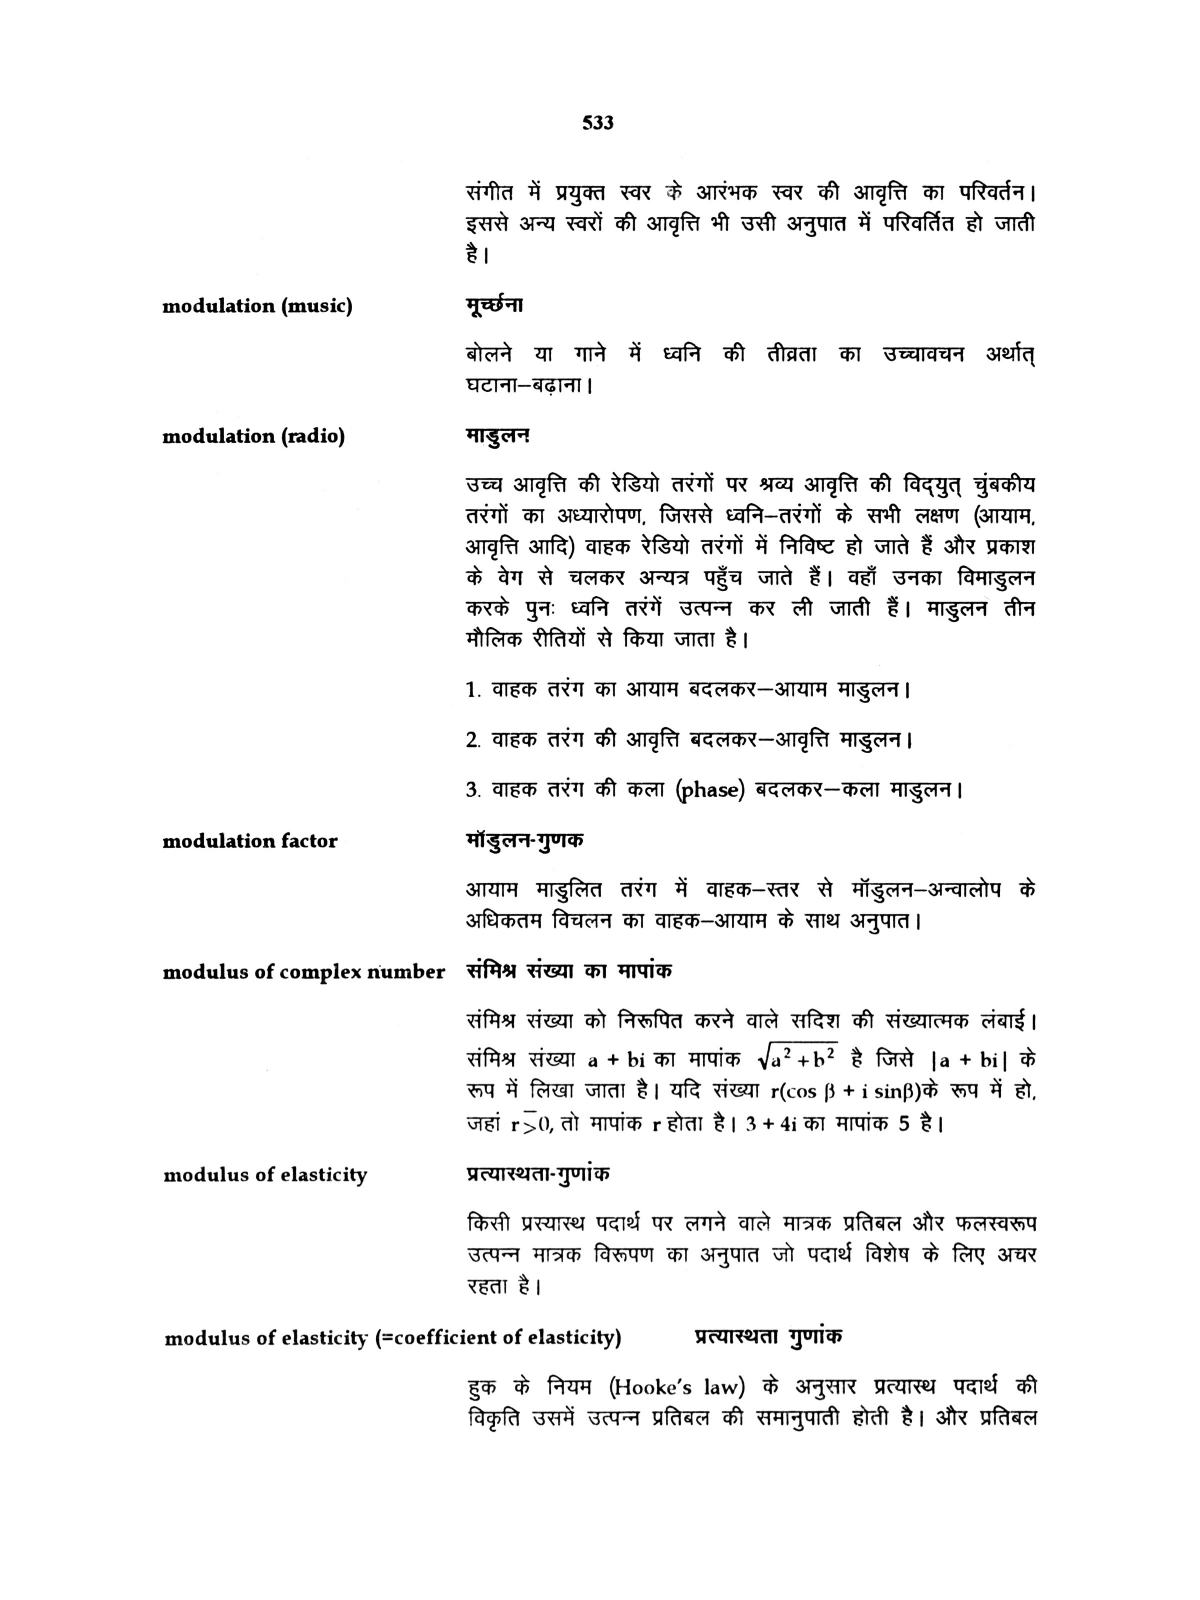 533
संगीत में प्रयुक्त स्वर के आरंभक स्वर की आवृत्ति का परिवर्तन।
इससे अन्य स्वरों की आवृत्ति भी उसी अनुपात में परिवर्तित हो जाती
है।
modulation (music) मूर्च्छना
बोलने या गाने में ध्वनि की तीव्रता का उच्चावचन अर्थात्
घटाना–बढ़ाना।
modulation (radio) माडुलन
उच्च आवृत्ति की रेडियो तरंगों पर श्रव्य आवृत्ति की विद्‌युत् चुंबकीय
तरंगों का अध्यारोपण, जिससे ध्वनि–तरंगों के सभी लक्षण (आयाम,
आवृत्ति आदि) वाहक रेडियो तरंगों में निविष्ट हो जाते हैं और प्रकाश
के वेग से चलकर अन्यत्र पहुँच जाते हैं। वहाँ उनका विमाडुलन
करके पुनः ध्वनि तरंगें उत्पन्न कर ली जाती हैं। माडुलन तीन
मौलिक रीतियों से किया जाता है।
1. वाहक तरंग का आयाम बदलकर–आयाम माडुलन।
2. वाहक तरंग की आवृत्ति बदलकर–आवृत्ति माडुलन।
3. वाहक तरंग की कला (phase) बदलकर–कला माडुलन।
modulation factor मॉडुलन-गुणक
आयाम माडुलित तरंग में वाहक–स्तर से मॉडुलन–अन्वालोप के
अधिकतम विचलन का वाहक–आयाम के साथ अनुपात।
modulus of complex number संमिश्र संख्या का मापांक
संमिश्र संख्या को निरूपित करने वाले सदिश की संख्यात्मक लंबाई।
संमिश्र संख्या a + bi का मापांक √a²+b² है जिसे |a + bi| के
रूप में लिखा जाता है। यदि संख्या r(cos β + i sinβ)के रूप में हो,
जहां r≥0, तो मापांक r होता है। 3 + 4i का मापांक 5 है।
modulus of elasticity प्रत्यास्थता-गुणांक
किसी प्रस्यास्थ पदार्थ पर लगने वाले मात्रक प्रतिबल और फलस्वरूप
उत्पन्न मात्रक विरूपण का अनुपात जो पदार्थ विशेष के लिए अचर
रहता है।
modulus of elasticity (=coefficient of elasticity) प्रत्यास्थता गुणांक
हुक के नियम (Hooke's law) के अनुसार प्रत्यास्थ पदार्थ की
विकृति उसमें उत्पन्न प्रतिबल की समानुपाती होती है। और प्रतिबल